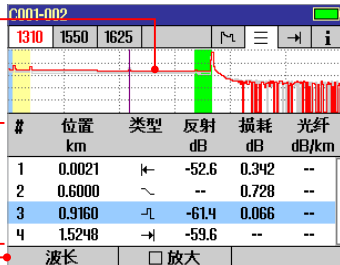 C001-002
1310 1550 1625 i
# 位置 类型 反射 损耗 光纤
km dB dB dB/km
1 0.0021 -52.6 0.342 --
2 0.6000 -- 0.728 --
3 0.9160 -61.4 0.066 --
4 1.5248 -59.6 -- --
波长 放大